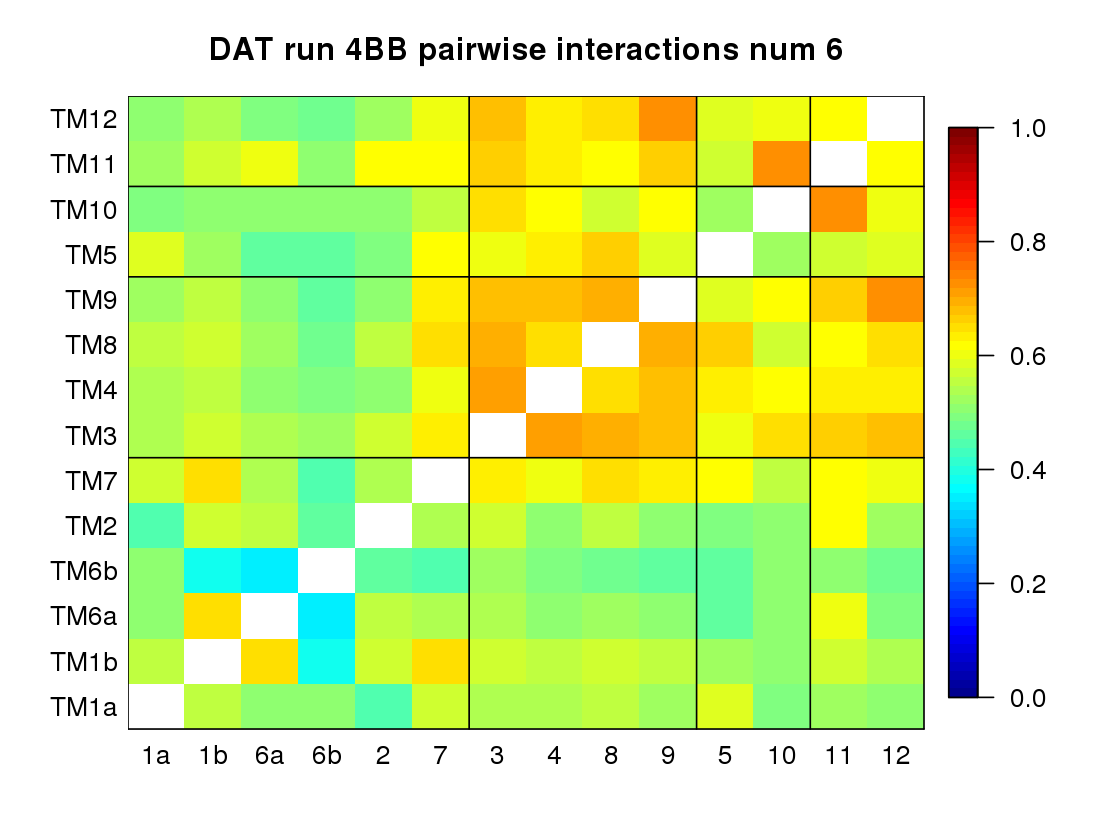 DAT run 4BB pairwise interactions num 6
TM12
TM11
TM10
TM5
TM9
TM8
TM4
TM3
TM7
TM2
TM6b
TM6a
TM1b
TM1a
1a 1b 6a 6b 2 7 3 4 8 9 5 10 11 12
1.0
0.8
0.6
0.4
0.2
0.0